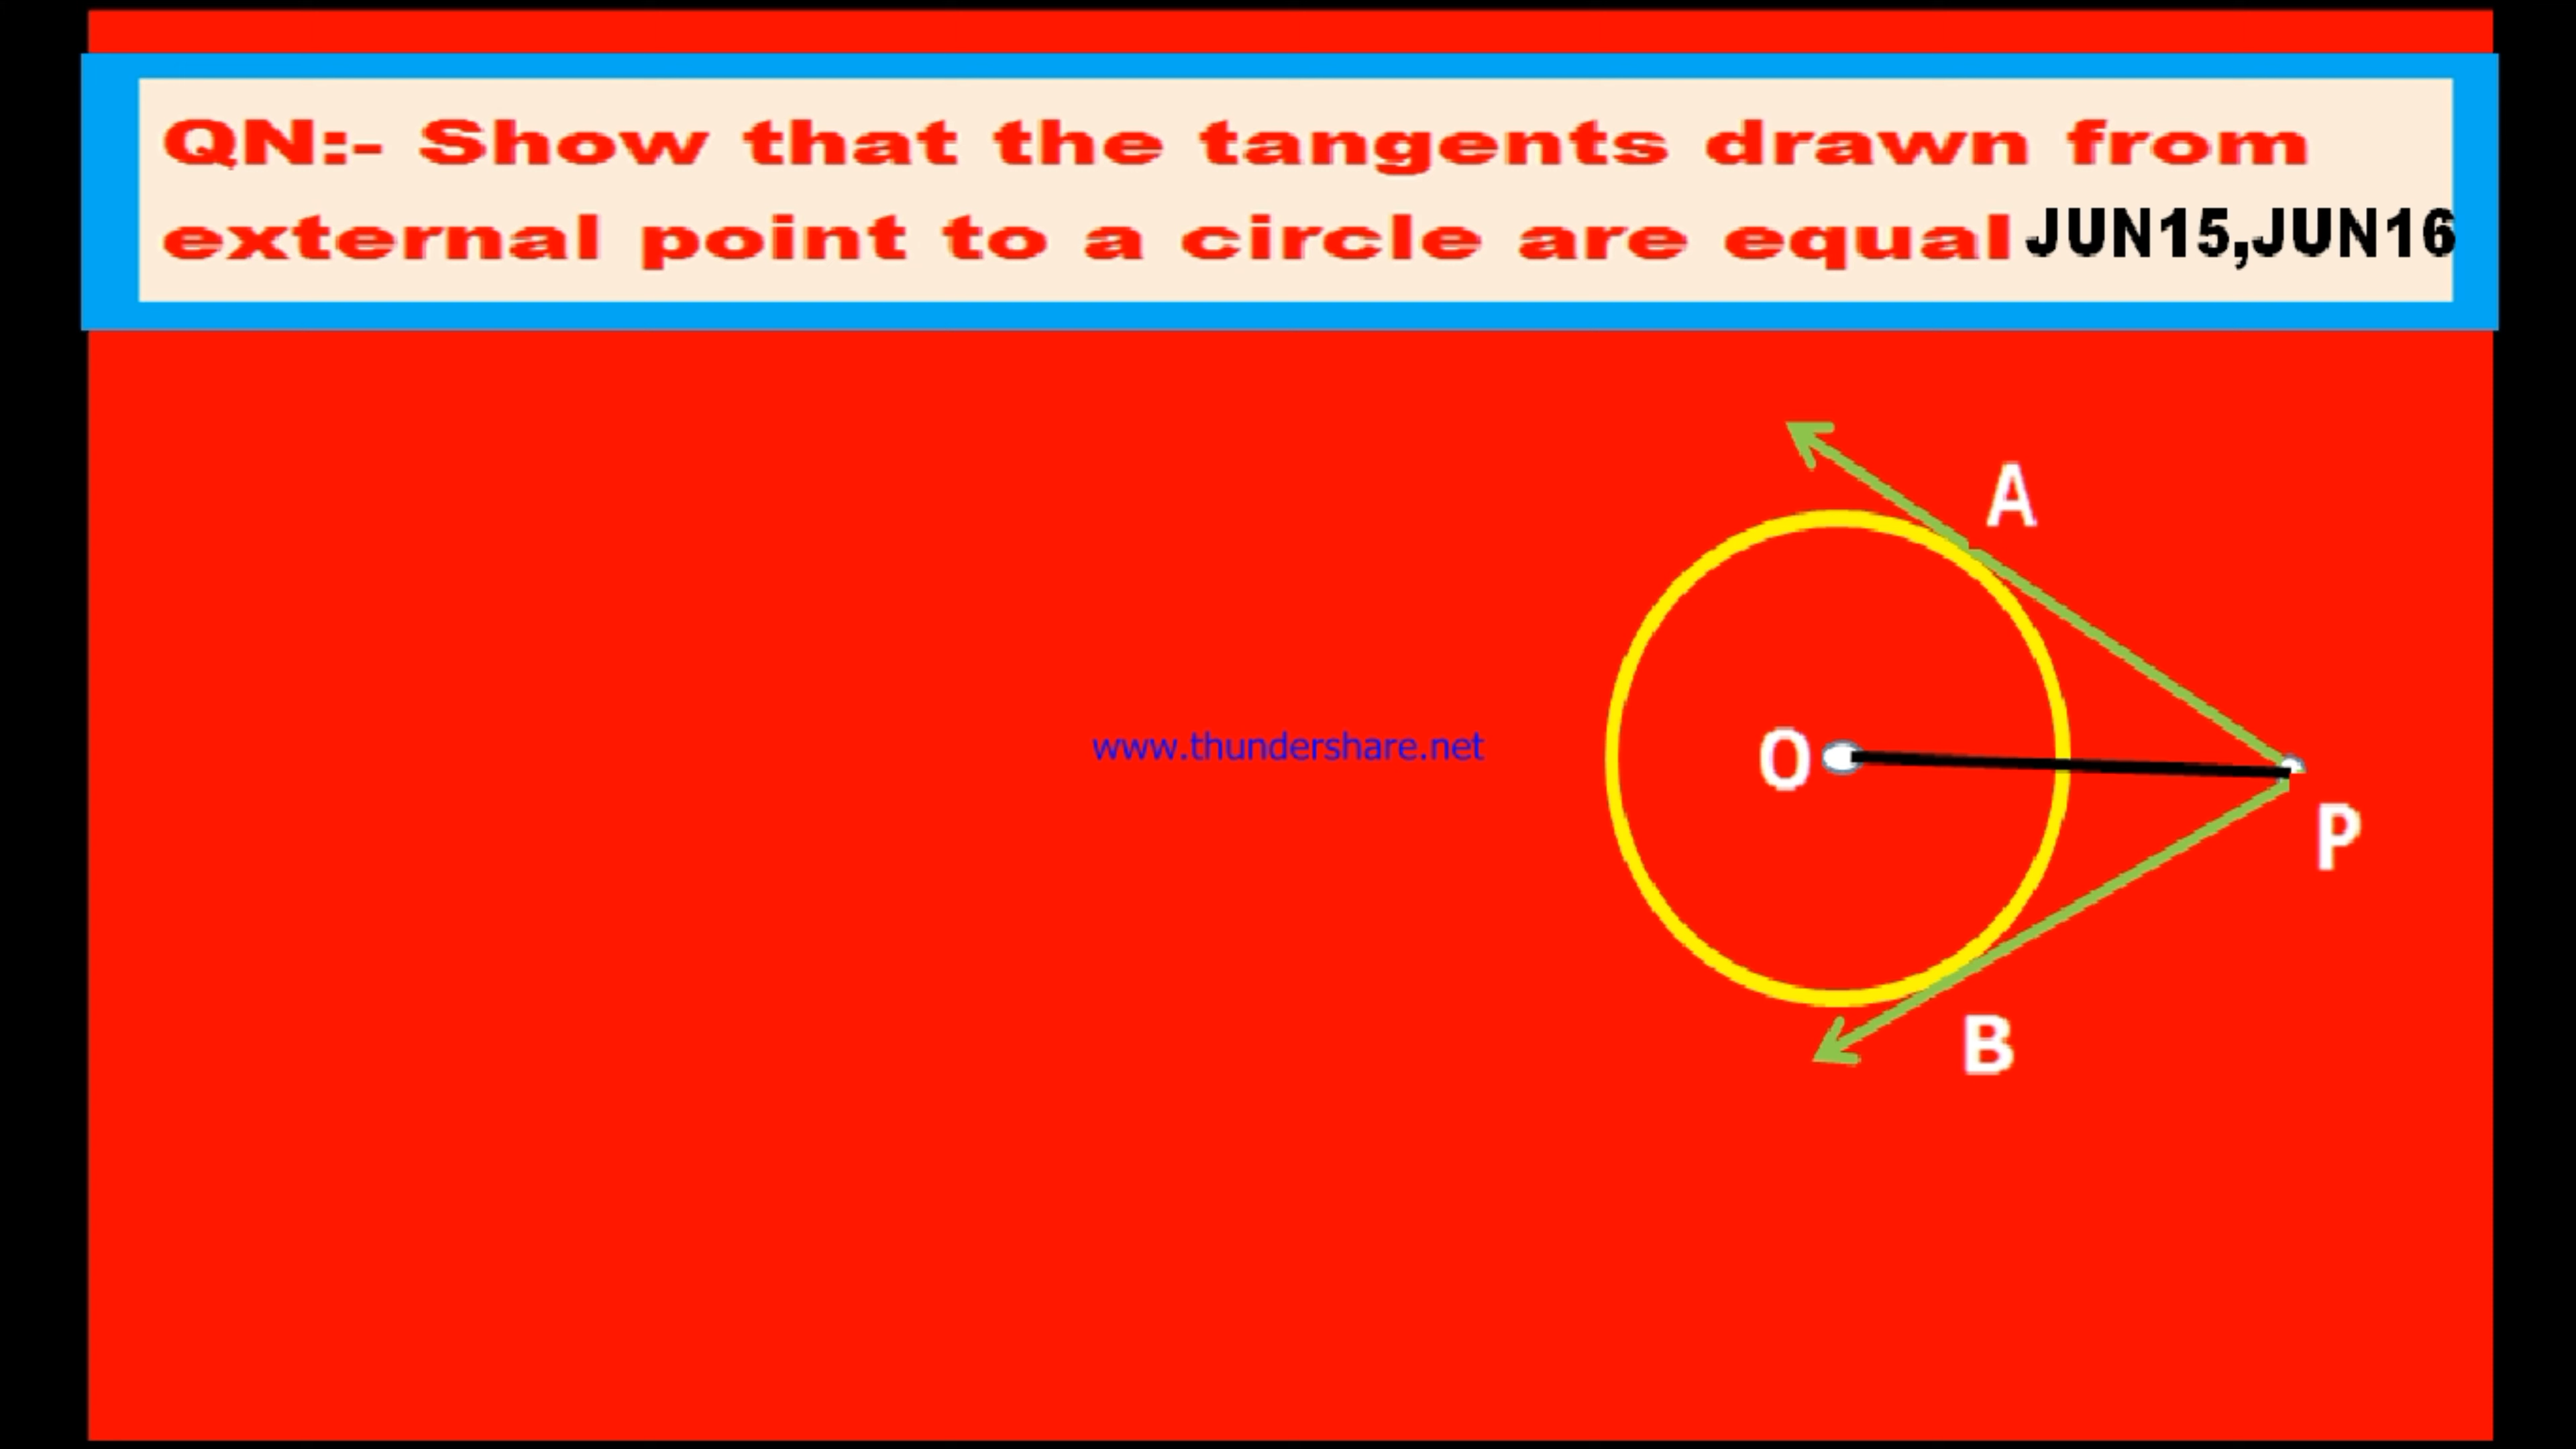 QN:- Show that the tangents drawn from
external point to a circle are equal JUN15,JUN16
A
www.thundershare.net
O
P
B